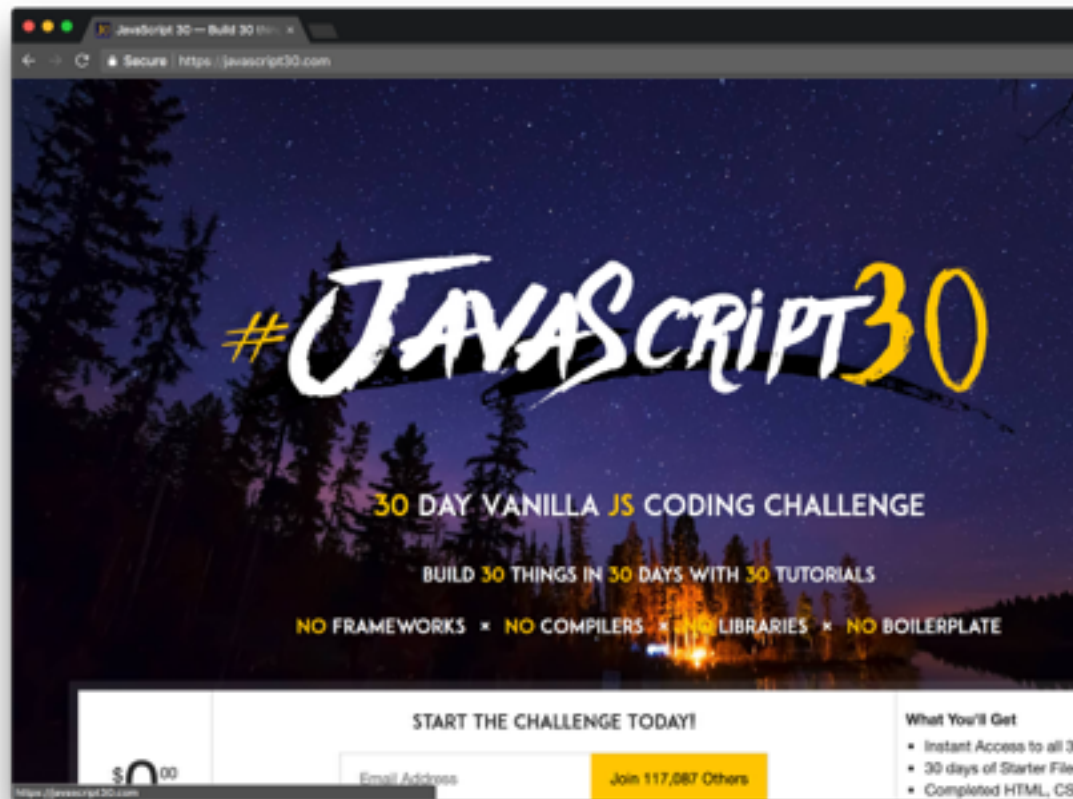 JavaScript 30 — Build 30 thin
Secure https://javascript30.com
#JAVASCRIPT30
30 DAY VANILLA JS CODING CHALLENGE
BUILD 30 THINGS IN 30 DAYS WITH 30 TUTORIALS
NO FRAMEWORKS × NO COMPILERS × NO LIBRARIES × NO BOILERPLATE
START THE CHALLENGE TODAY!
$0 00
Email Address
Join 117,087 Others
What You'll Get
• Instant Access to all 3
• 30 days of Starter File
• Completed HTML, CS
https://javascript30.com